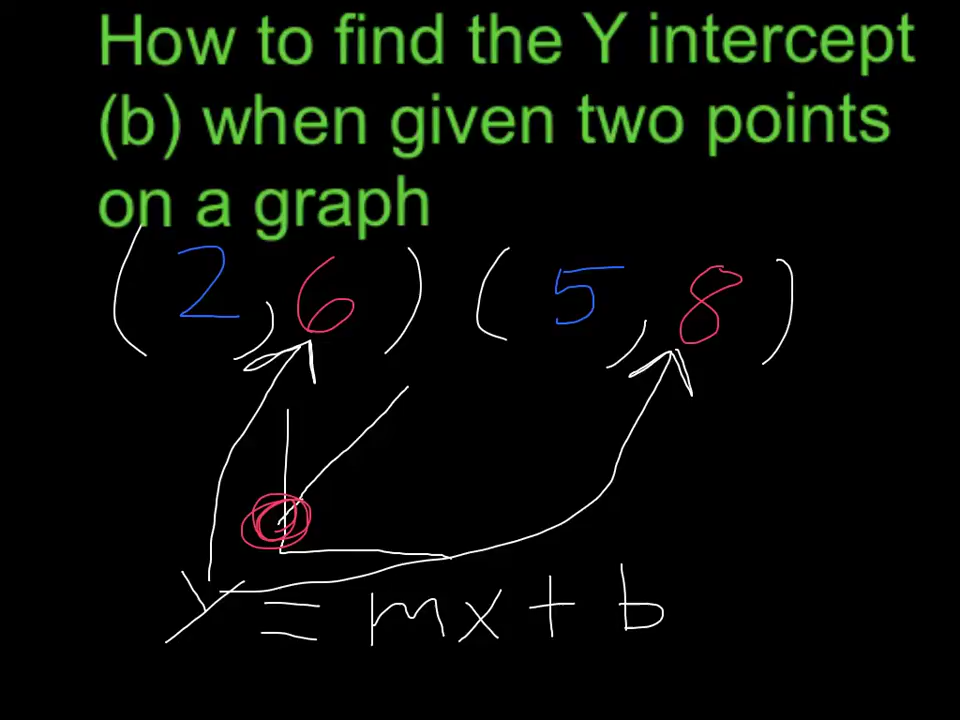 How to find the Y intercept
(b) when given two points
on a graph
(2,6) (5,8)
y = mx + b